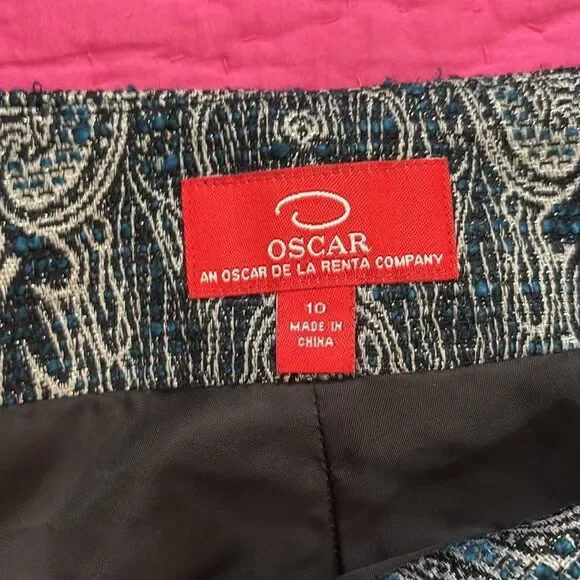 OSCAR
AN OSCAR DE LA RENTA COMPANY
10
MADE IN
CHINA